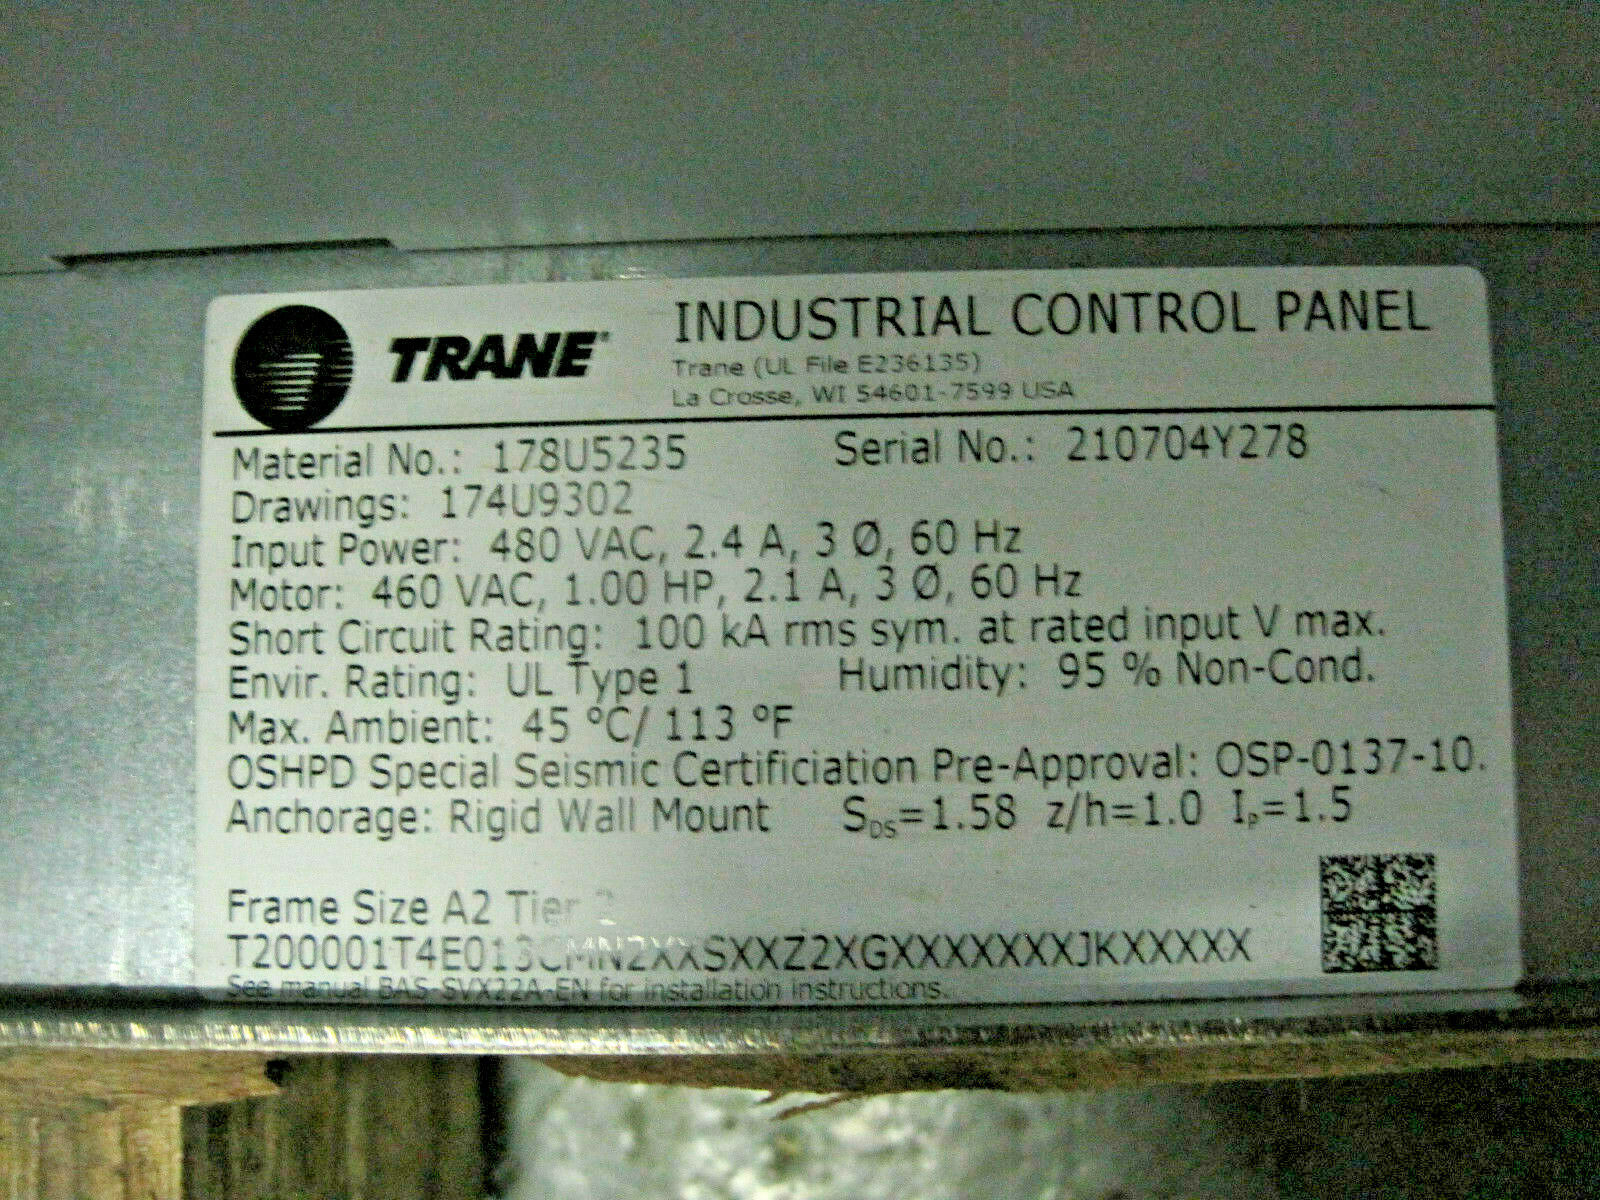 TRANE®
INDUSTRIAL CONTROL PANEL
Trane (UL File E236135)
La Crosse, WI 54601-7599 USA
Material No.: 178U5235 Serial No.: 210704Y278
Drawings: 174U9302
Input Power: 480 VAC, 2.4 A, 3 Ø, 60 Hz
Motor: 460 VAC, 1.00 HP, 2.1 A, 3 Ø, 60 Hz
Short Circuit Rating: 100 kA rms sym. at rated input V max.
Envir. Rating: UL Type 1 Humidity: 95 % Non-Cond.
Max. Ambient: 45 °C/ 113 °F
OSHPD Special Seismic Certificiation Pre-Approval: OSP-0137-10.
Anchorage: Rigid Wall Mount SDS=1.58 z/h=1.0 IP=1.5
Frame Size A2 Tier
T200001T4E013CMN2XXSXXZ2XGXXXXXXXJKXXXXX
See manual BAS-SVX22A-EN for installation instructions.